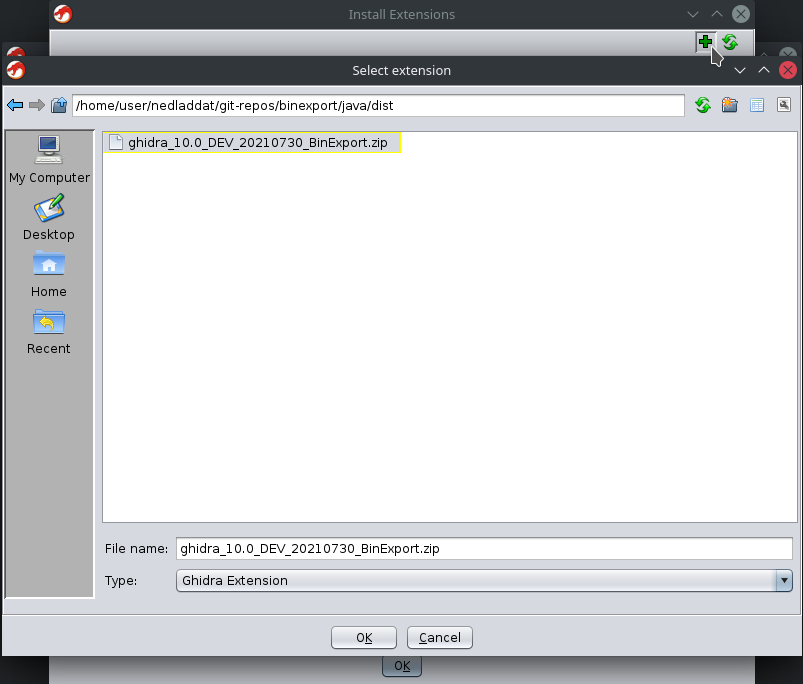 Install Extensions
Select extension
/home/user/nedladdat/git-repos/binexport/java/dist
ghidra_10.0_DEV_20210730_BinExport.zip
My Computer
Desktop
Home
Recent
File name: ghidra_10.0_DEV_20210730_BinExport.zip
Type: Ghidra Extension
OK Cancel
OK